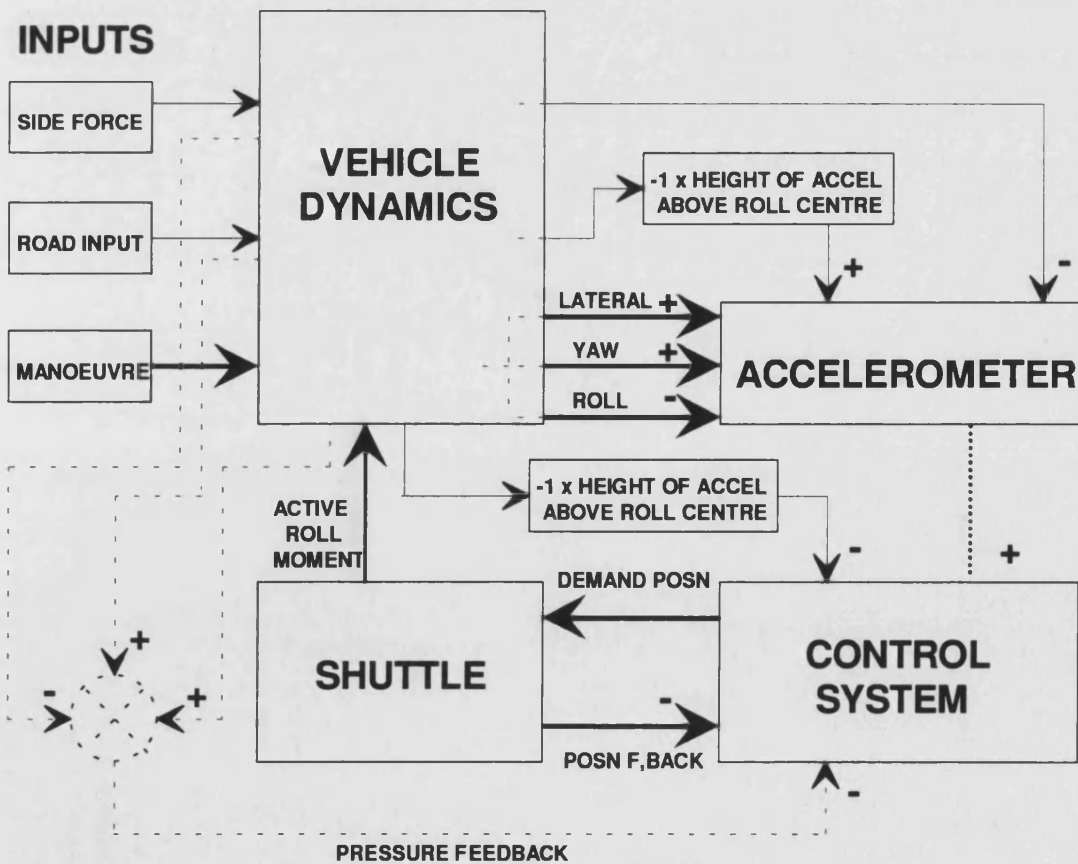 INPUTS
SIDE FORCE
ROAD INPUT
MANOEUVRE
VEHICLE
DYNAMICS
-1 x HEIGHT OF ACCEL
ABOVE ROLL CENTRE
+
-
LATERAL +
YAW +
ROLL -
ACCELEROMETER
ACTIVE
ROLL
MOMENT
-1 x HEIGHT OF ACCEL
ABOVE ROLL CENTRE
-
+
DEMAND POSN
SHUTTLE
CONTROL
SYSTEM
-
POSN F,BACK
+
-
+
-
PRESSURE FEEDBACK